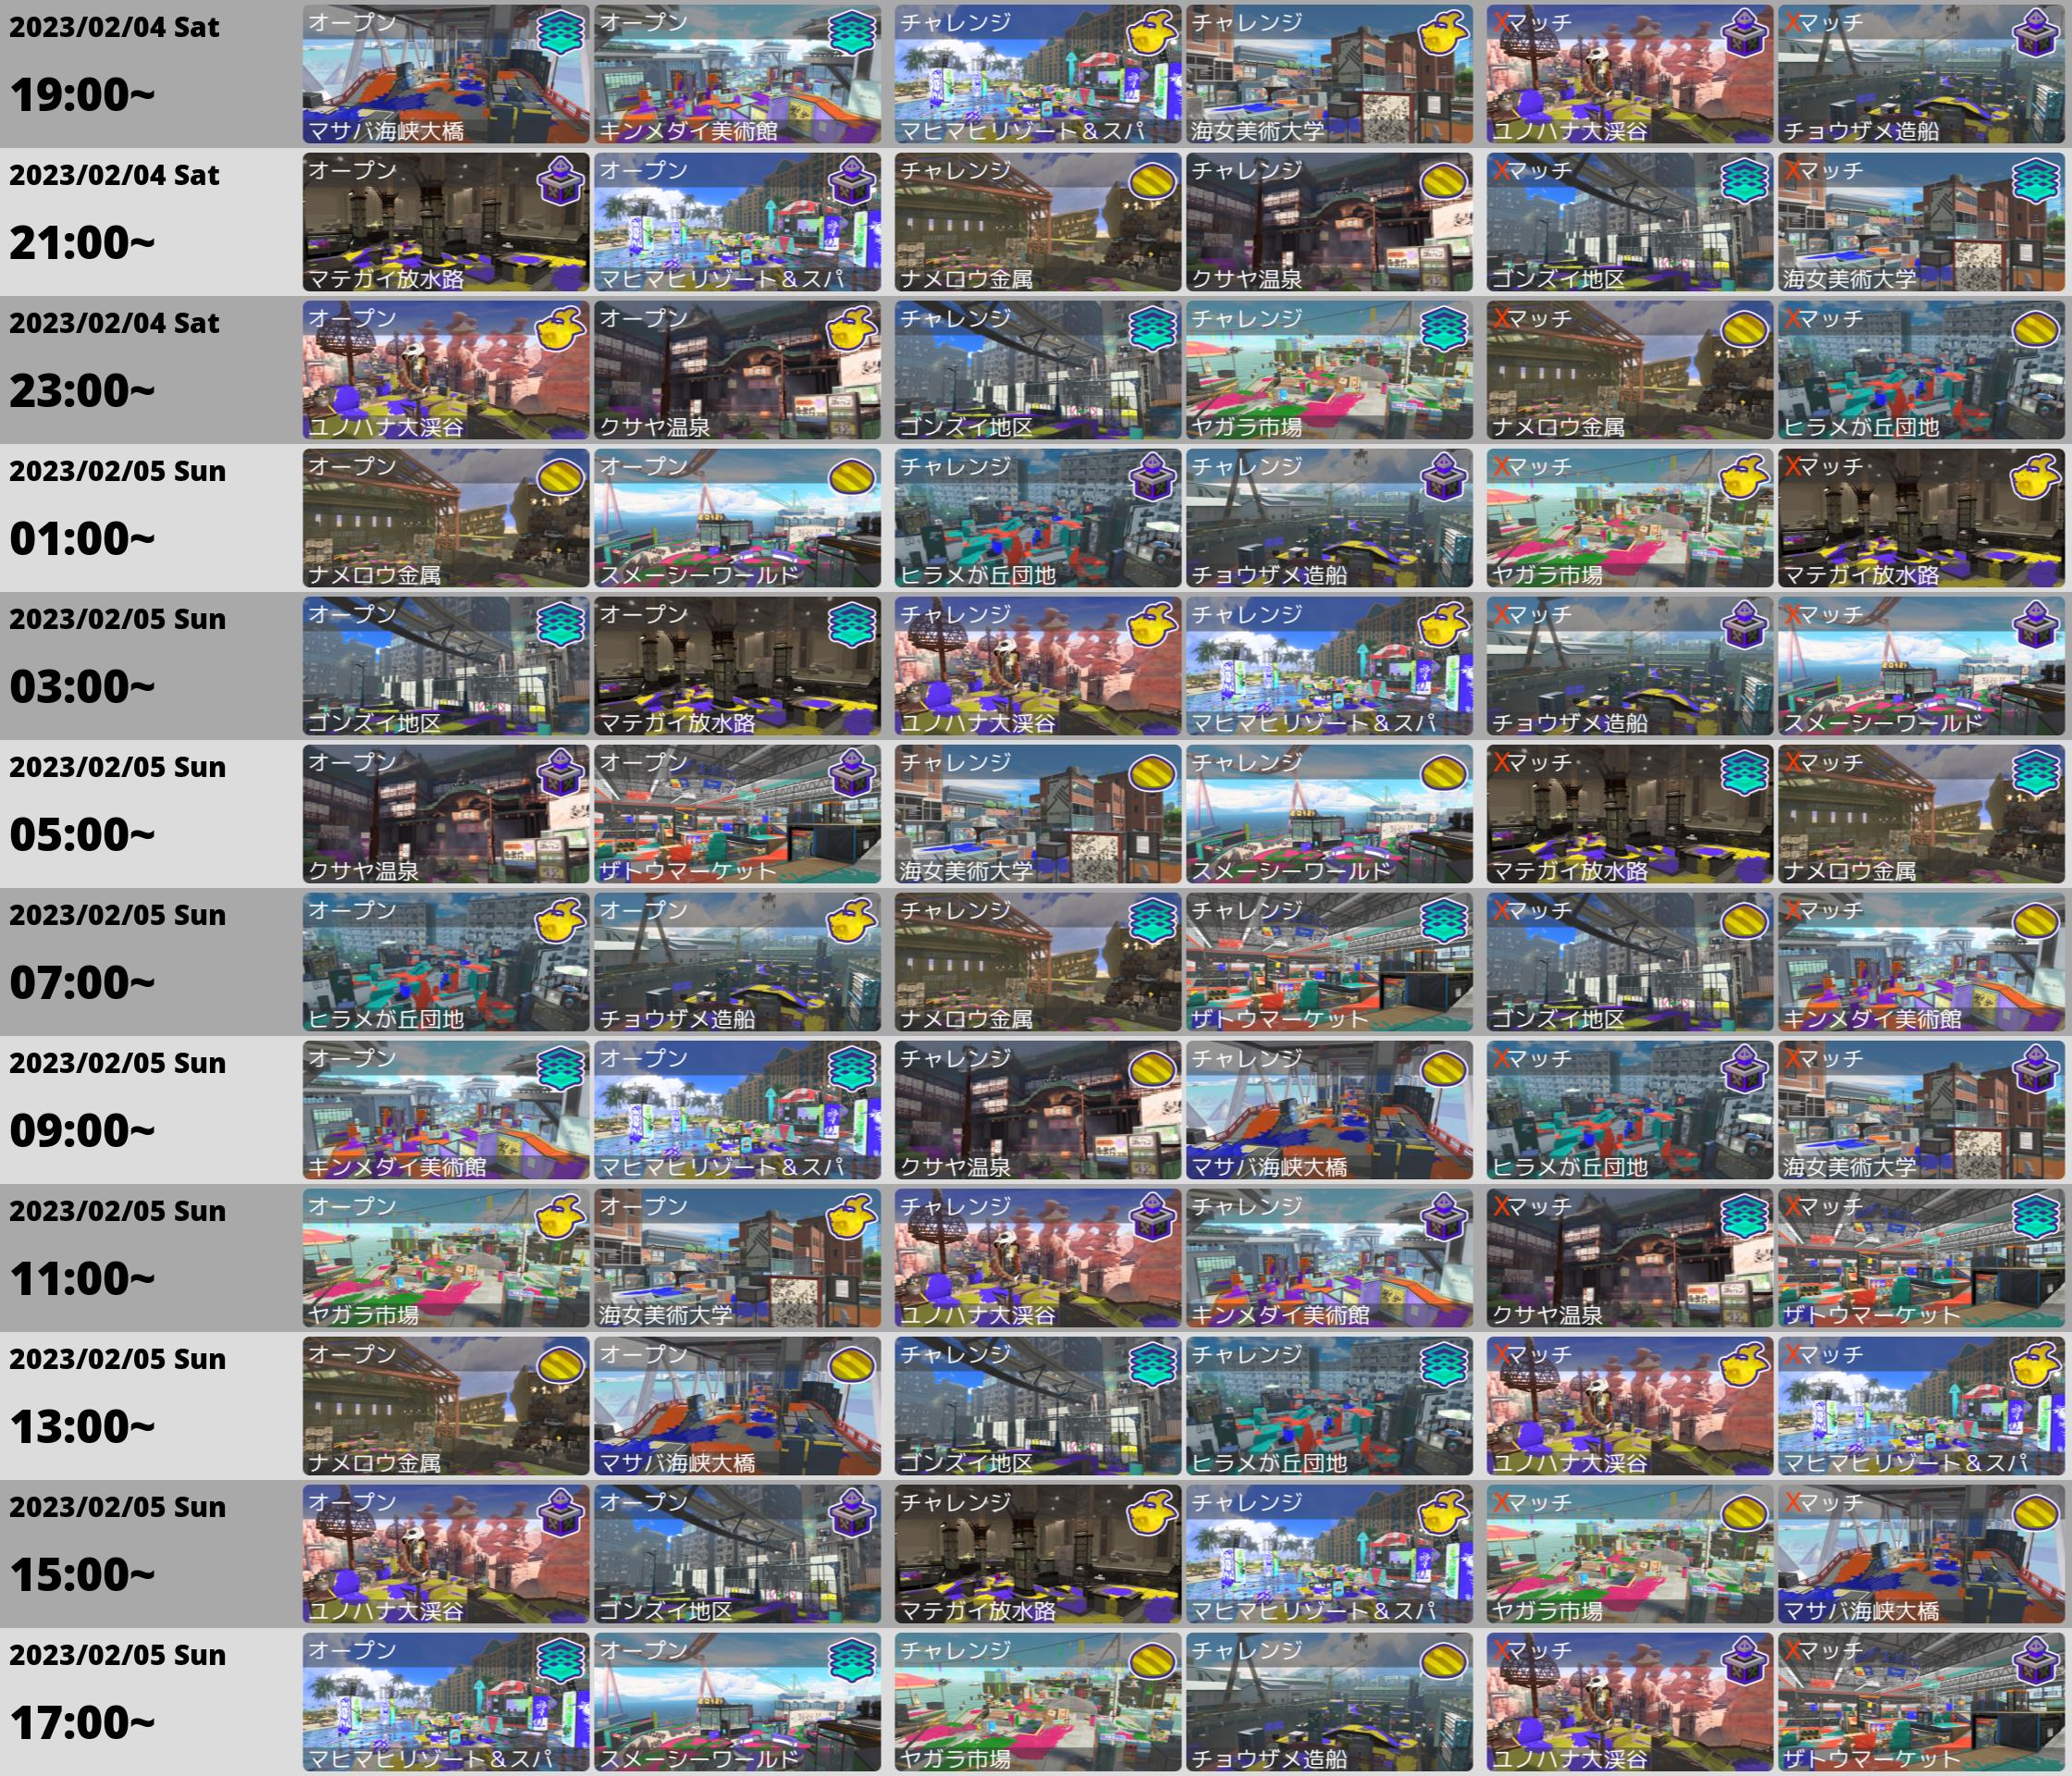 2023/02/04 Sat
19:00~
オープン オープン チャレンジ チャレンジ Xマッチ Xマッチ
マサバ海峡大橋 キンメダイ美術館 マヒマヒリゾート＆スパ 海女美術大学 ユノハナ大渓谷 チョウザメ造船
2023/02/04 Sat
21:00~
オープン オープン チャレンジ チャレンジ Xマッチ Xマッチ
マテガイ放水路 マヒマヒリゾート＆スパ ナメロウ金属 クサヤ温泉 ゴンズイ地区 海女美術大学
2023/02/04 Sat
23:00~
オープン オープン チャレンジ チャレンジ Xマッチ Xマッチ
ユノハナ大渓谷 クサヤ温泉 ゴンズイ地区 ヤガラ市場 ナメロウ金属 ヒラメが丘団地
2023/02/05 Sun
01:00~
オープン オープン チャレンジ チャレンジ Xマッチ Xマッチ
ナメロウ金属 スメーシーワールド ヒラメが丘団地 チョウザメ造船 ヤガラ市場 マテガイ放水路
2023/02/05 Sun
03:00~
オープン オープン チャレンジ チャレンジ Xマッチ Xマッチ
ゴンズイ地区 マテガイ放水路 ユノハナ大渓谷 マヒマヒリゾート＆スパ チョウザメ造船 スメーシーワールド
2023/02/05 Sun
05:00~
オープン オープン チャレンジ チャレンジ Xマッチ Xマッチ
クサヤ温泉 ザトウマーケット 海女美術大学 スメーシーワールド マテガイ放水路 ナメロウ金属
2023/02/05 Sun
07:00~
オープン オープン チャレンジ チャレンジ Xマッチ Xマッチ
ヒラメが丘団地 チョウザメ造船 ナメロウ金属 ザトウマーケット ゴンズイ地区 キンメダイ美術館
2023/02/05 Sun
09:00~
オープン オープン チャレンジ チャレンジ Xマッチ Xマッチ
キンメダイ美術館 マヒマヒリゾート＆スパ クサヤ温泉 マサバ海峡大橋 ヒラメが丘団地 海女美術大学
2023/02/05 Sun
11:00~
オープン オープン チャレンジ チャレンジ Xマッチ Xマッチ
ヤガラ市場 海女美術大学 ユノハナ大渓谷 キンメダイ美術館 クサヤ温泉 ザトウマーケット
2023/02/05 Sun
13:00~
オープン オープン チャレンジ チャレンジ Xマッチ Xマッチ
ナメロウ金属 マサバ海峡大橋 ゴンズイ地区 ヒラメが丘団地 ユノハナ大渓谷 マヒマヒリゾート＆スパ
2023/02/05 Sun
15:00~
オープン オープン チャレンジ チャレンジ Xマッチ Xマッチ
ユノハナ大渓谷 ゴンズイ地区 マテガイ放水路 マヒマヒリゾート＆スパ ヤガラ市場 マサバ海峡大橋
2023/02/05 Sun
17:00~
オープン オープン チャレンジ チャレンジ Xマッチ Xマッチ
マヒマヒリゾート＆スパ スメーシーワールド ヤガラ市場 チョウザメ造船 ユノハナ大渓谷 ザトウマーケット